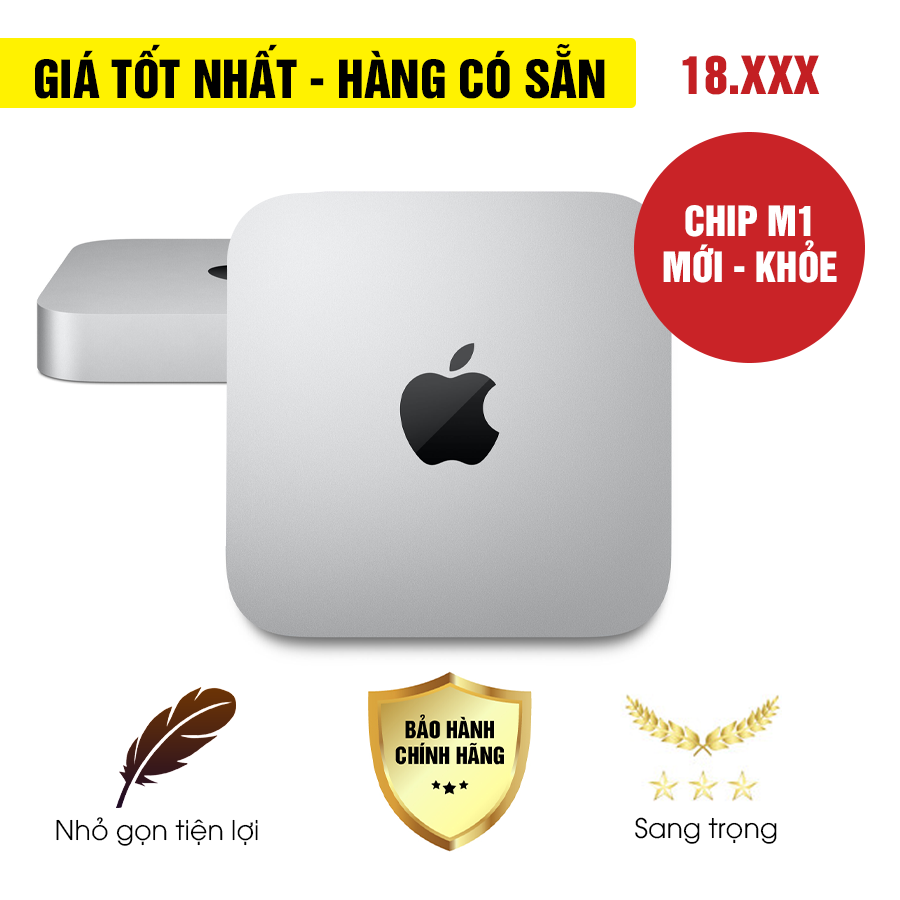 GIÁ TỐT NHẤT - HÀNG CÓ SẴN
18.XXX
CHIP M1
MỚI - KHỎE
BẢO HÀNH
CHÍNH HÃNG
Nhỏ gọn tiện lợi
Sang trọng